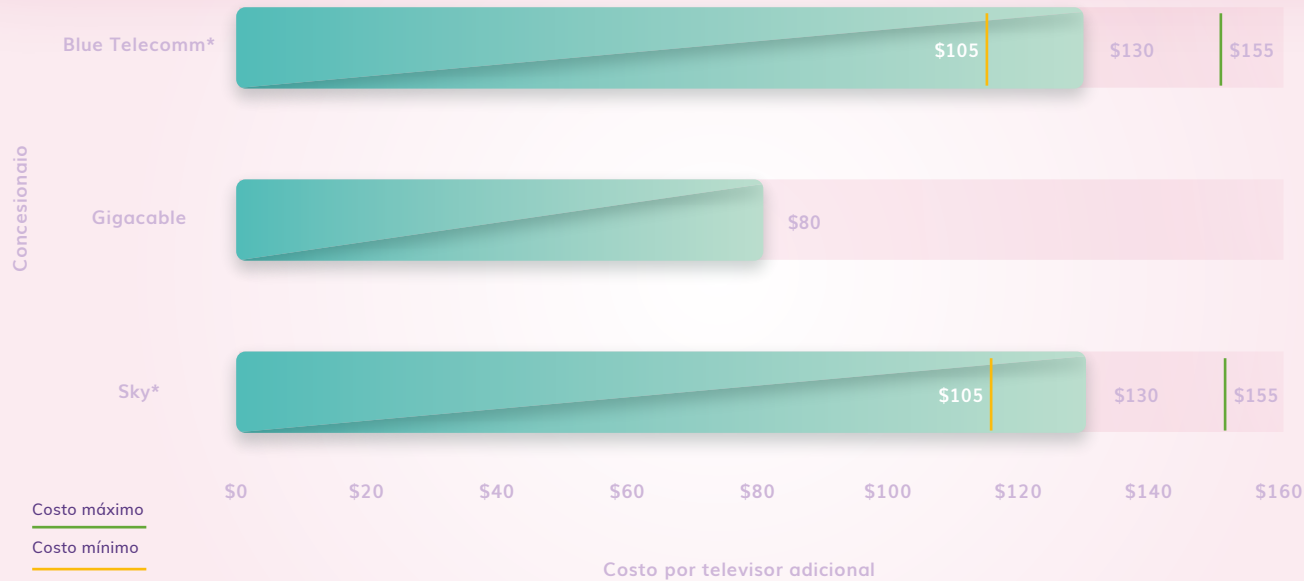 Concesionaio
Blue Telecomm*
$105
$130
$155
Gigacable
$80
Sky*
$105
$130
$155
$0 $20 $40 $60 $80 $100 $120 $140 $160
Costo máximo
Costo mínimo
Costo por televisor adicional